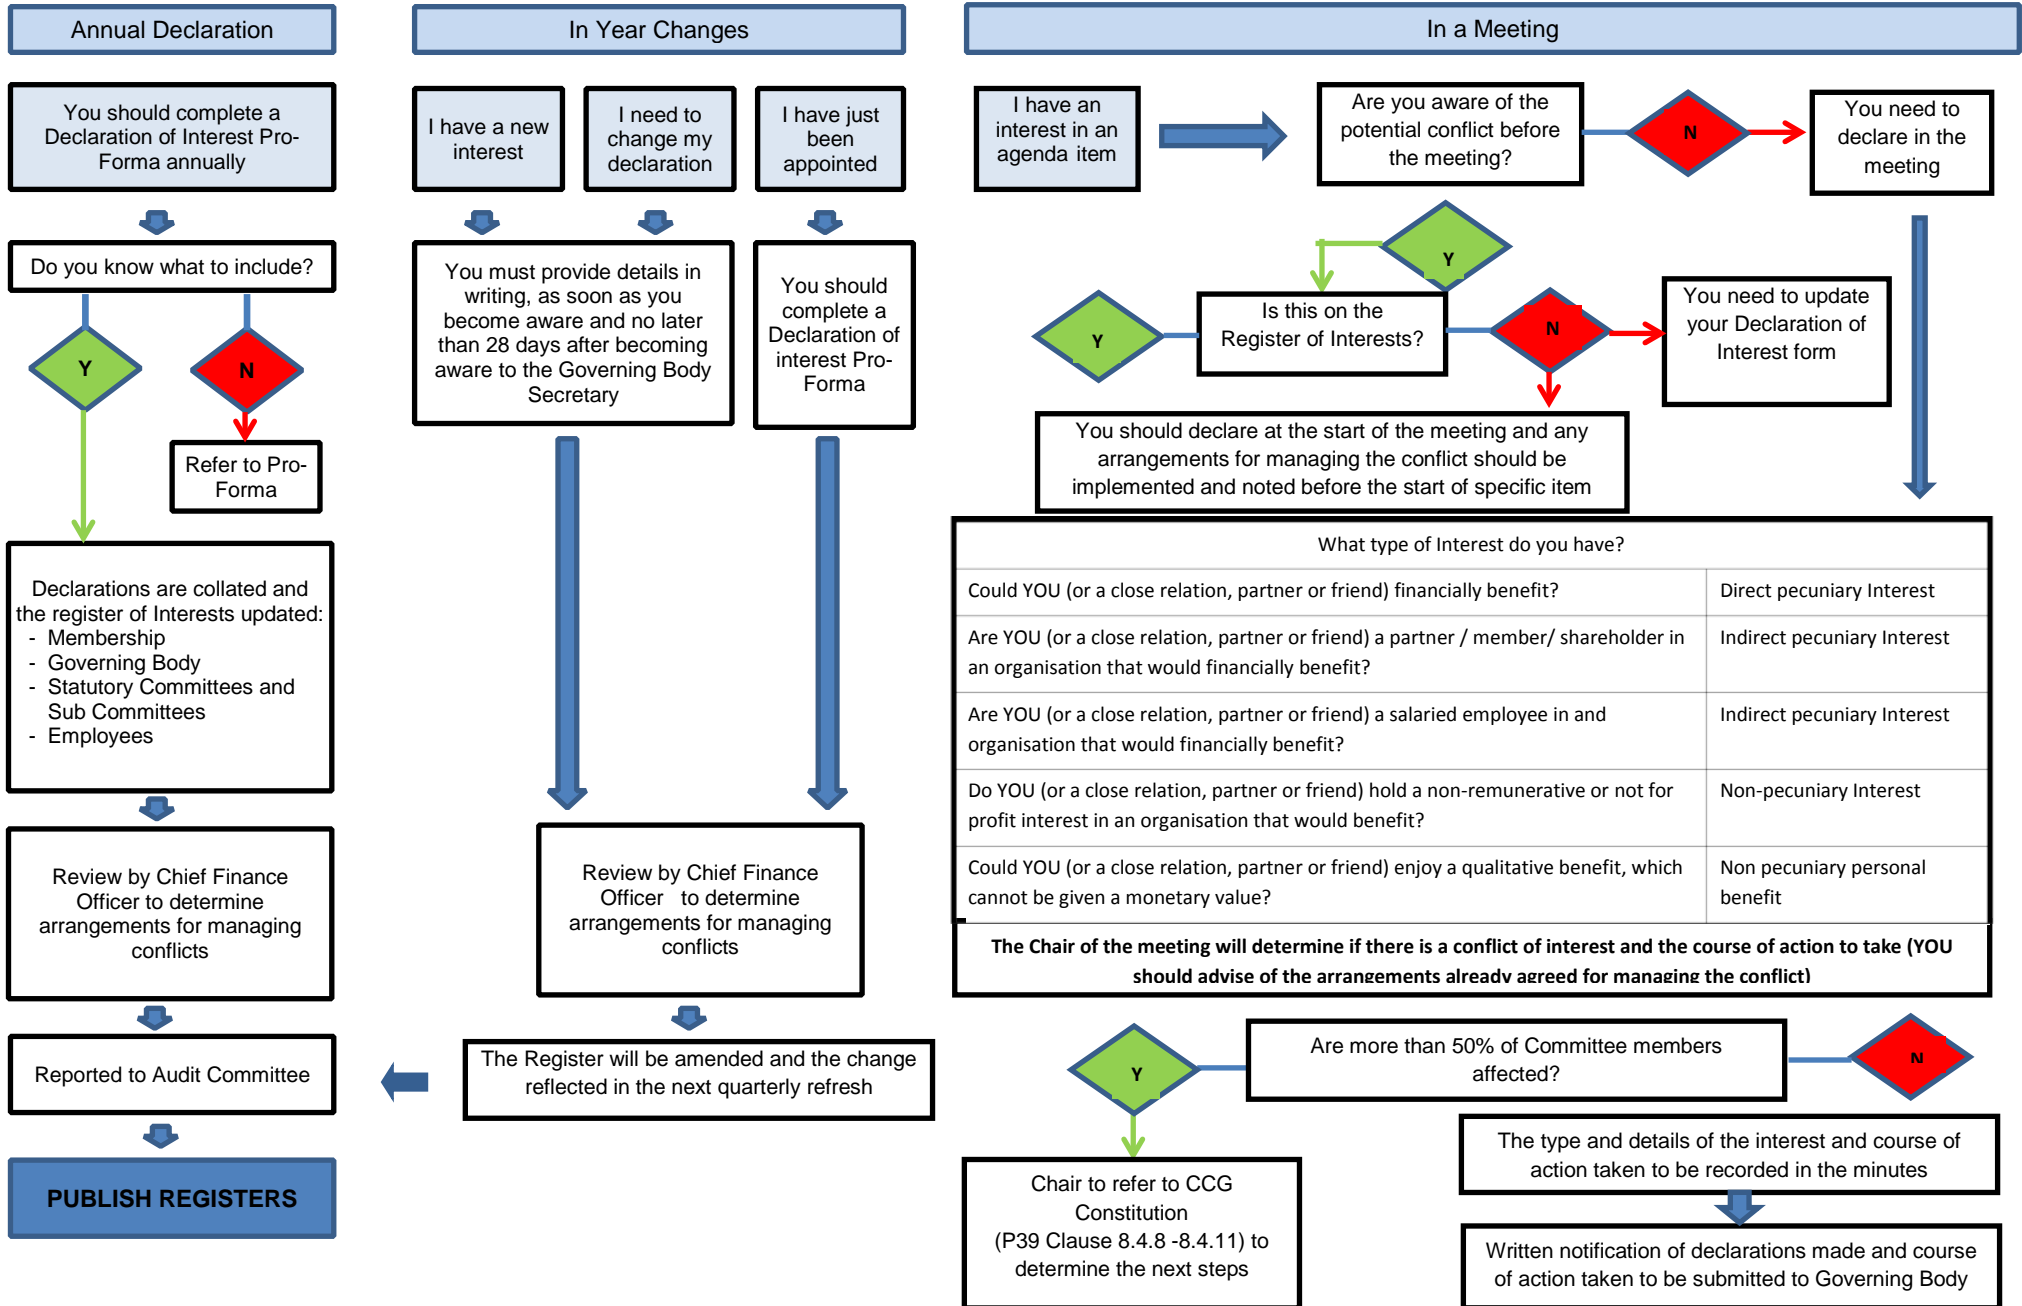 Annual Declaration
You should complete a
Declaration of Interest Pro-
Forma annually
Do you know what to include?
Y
N
Refer to Pro-
Forma
Declarations are collated and
the register of Interests updated:
- Membership
- Governing Body
- Statutory Committees and
Sub Committees
- Employees
Review by Chief Finance
Officer to determine
arrangements for managing
conflicts
Reported to Audit Committee
PUBLISH REGISTERS
In Year Changes
I have a new
interest
I need to
change my
declaration
I have just
been
appointed
You must provide details in
writing, as soon as you
become aware and no later
than 28 days after becoming
aware to the Governing Body
Secretary
You should
complete a
Declaration of
interest Pro-
Forma
Review by Chief Finance
Officer to determine
arrangements for managing
conflicts
The Register will be amended and the change
reflected in the next quarterly refresh
In a Meeting
I have an
interest in an
agenda item
Are you aware of the
potential conflict before
the meeting?
N
You need to
declare in the
meeting
Y
Is this on the
Register of Interests?
Y
N
You need to update
your Declaration of
Interest form
You should declare at the start of the meeting and any
arrangements for managing the conflict should be
implemented and noted before the start of specific item
What type of Interest do you have?
Could YOU (or a close relation, partner or friend) financially benefit?
Direct pecuniary Interest
Are YOU (or a close relation, partner or friend) a partner / member/ shareholder in
an organisation that would financially benefit?
Indirect pecuniary Interest
Are YOU (or a close relation, partner or friend) a salaried employee in and
organisation that would financially benefit?
Indirect pecuniary Interest
Do YOU (or a close relation, partner or friend) hold a non-remunerative or not for
profit interest in an organisation that would benefit?
Non-pecuniary Interest
Could YOU (or a close relation, partner or friend) enjoy a qualitative benefit, which
cannot be given a monetary value?
Non pecuniary personal
benefit
The Chair of the meeting will determine if there is a conflict of interest and the course of action to take (YOU
should advise of the arrangements already agreed for managing the conflict)
Are more than 50% of Committee members
affected?
Y
N
Chair to refer to CCG
Constitution
(P39 Clause 8.4.8 -8.4.11) to
determine the next steps
The type and details of the interest and course of
action taken to be recorded in the minutes
Written notification of declarations made and course
of action taken to be submitted to Governing Body